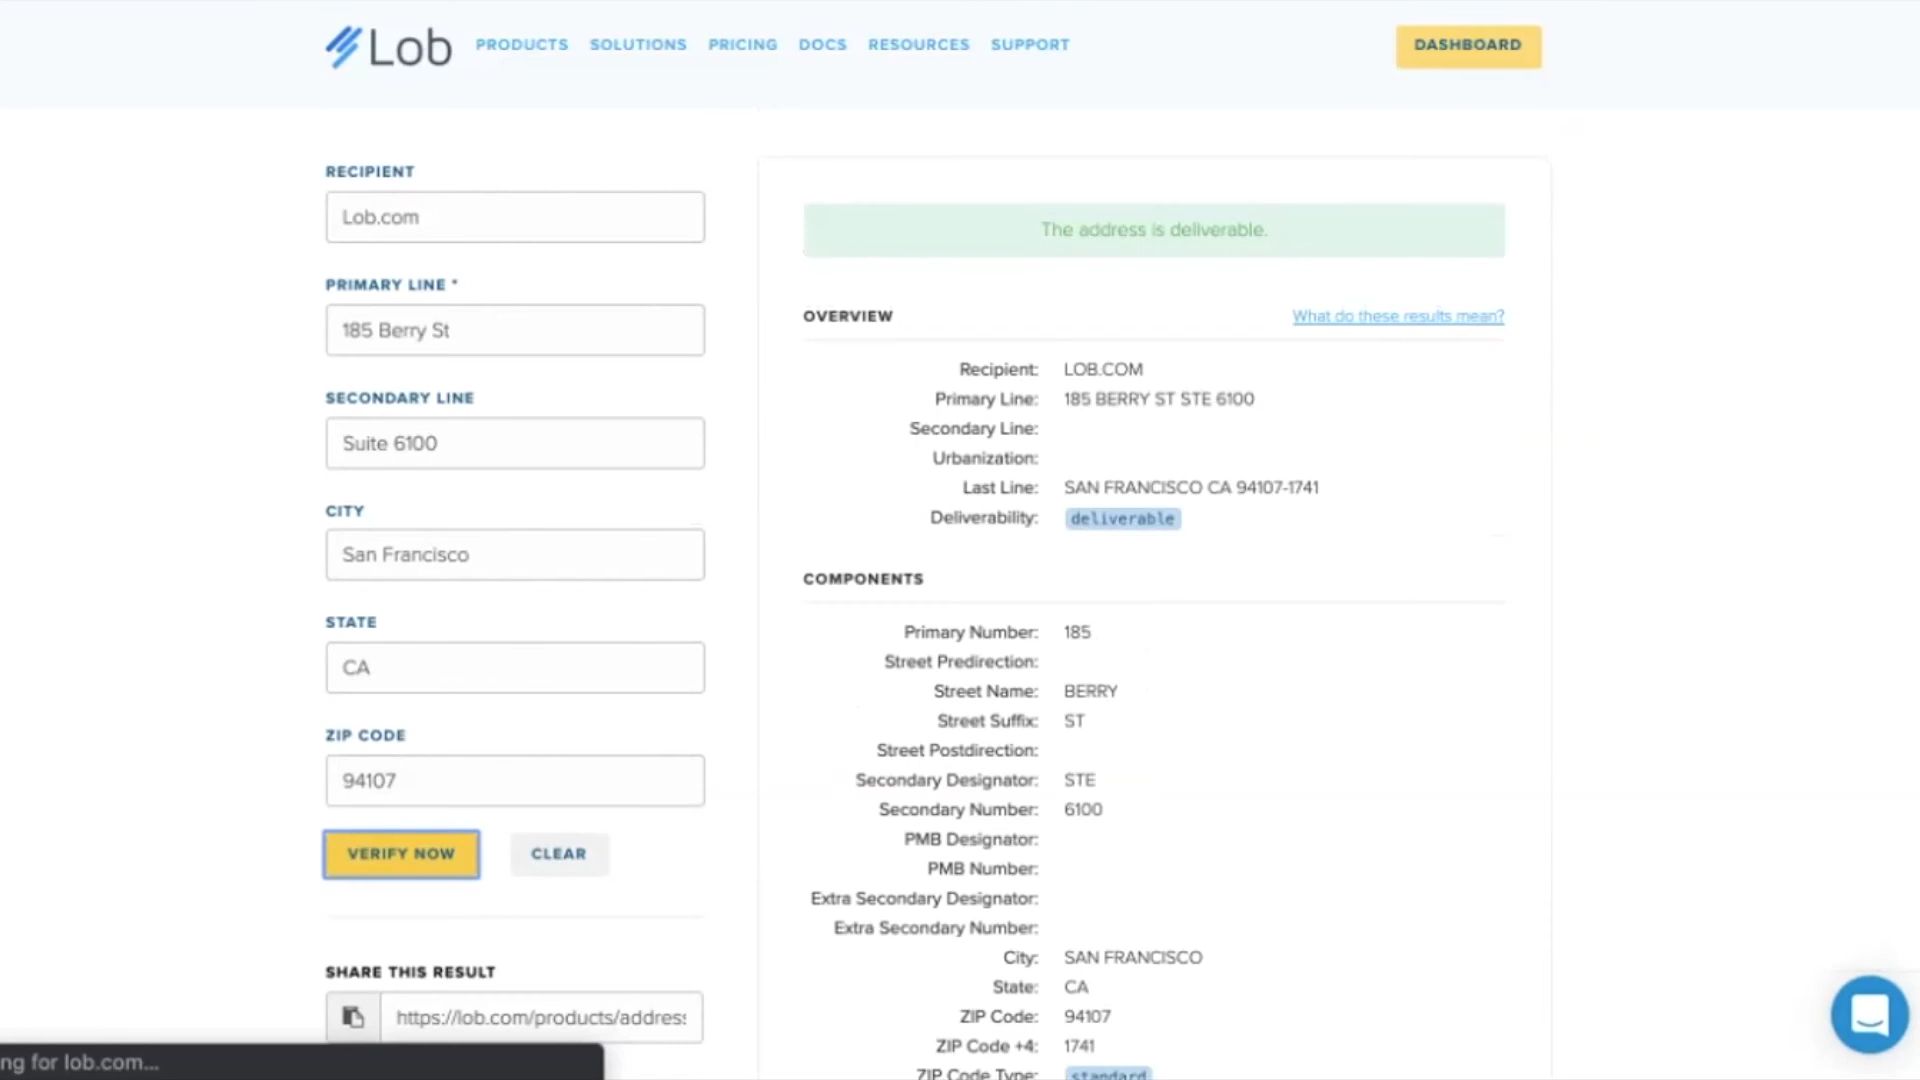 Lob
PRODUCTS SOLUTIONS PRICING DOCS RESOURCES SUPPORT
DASHBOARD
RECIPIENT
Lob.com
PRIMARY LINE *
185 Berry St
SECONDARY LINE
Suite 6100
CITY
San Francisco
STATE
CA
ZIP CODE
94107
VERIFY NOW CLEAR
SHARE THIS RESULT
https://lob.com/products/address
ng for lob.com...
The address is deliverable.
OVERVIEW What do these results mean?
Recipient: LOB.COM
Primary Line: 185 BERRY ST STE 6100
Secondary Line:
Urbanization:
Last Line: SAN FRANCISCO CA 94107-1741
Deliverability: deliverable
COMPONENTS
Primary Number: 185
Street Predirection:
Street Name: BERRY
Street Suffix: ST
Street Postdirection:
Secondary Designator: STE
Secondary Number: 6100
PMB Designator:
PMB Number:
Extra Secondary Designator:
Extra Secondary Number:
City: SAN FRANCISCO
State: CA
ZIP Code: 94107
ZIP Code +4: 1741
ZIP Code Type: standard